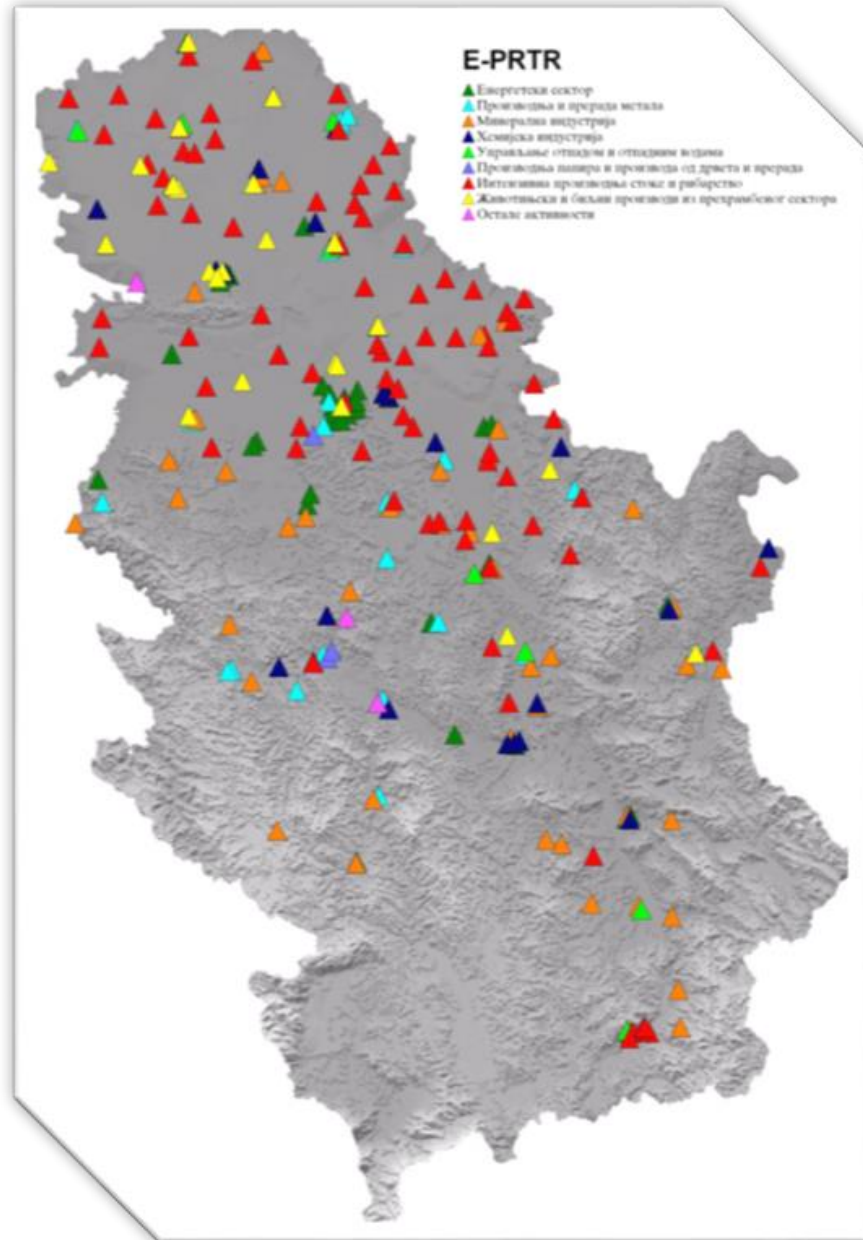 E-PRTR
Енергетски сектор
Производња и прерада метала
Минерална индустрија
Хемијска индустрија
Управљање отпадом и отпадним водама
Производња папира и производа од дрвета и прерада
Интензивна производња стоке и рибарство
Животињски и биљни производи из прехрамбеног сектора
Остале активности